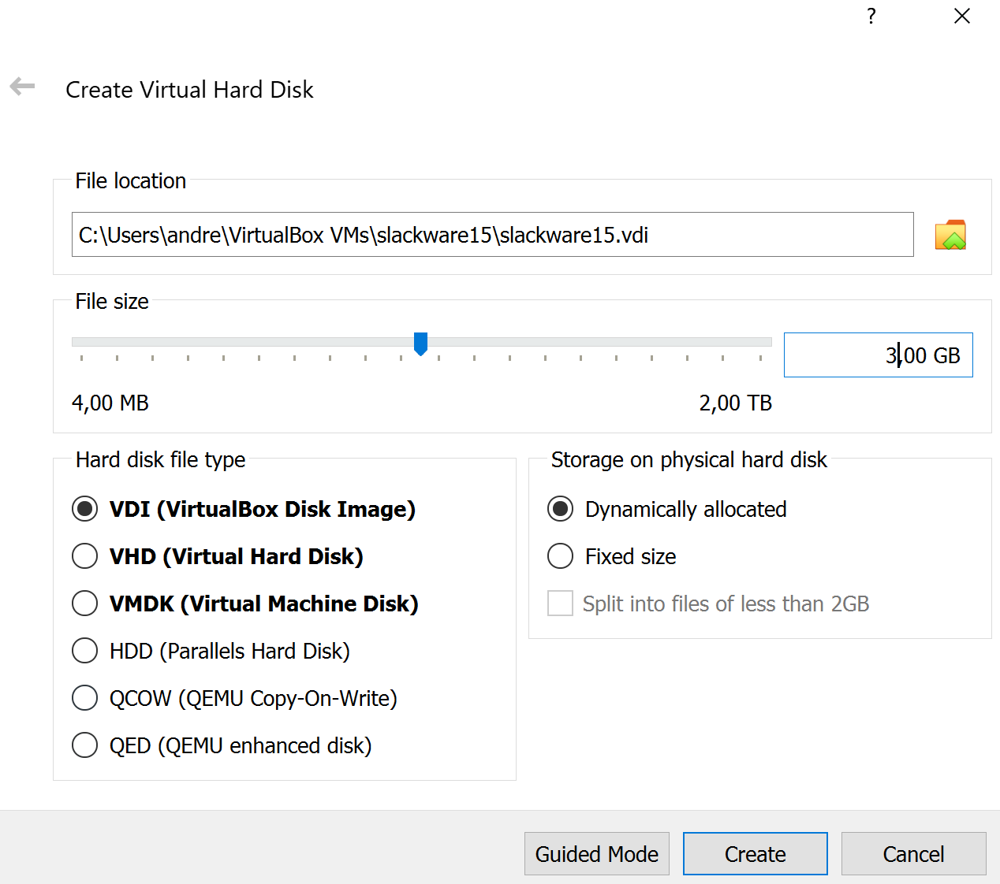 ?
Create Virtual Hard Disk
File location
C:\Users\andre\VirtualBox VMs\slackware15\slackware15.vdi
File size
3,00 GB
4,00 MB
2,00 TB
Hard disk file type
VDI (VirtualBox Disk Image)
VHD (Virtual Hard Disk)
VMDK (Virtual Machine Disk)
HDD (Parallels Hard Disk)
QCOW (QEMU Copy-On-Write)
QED (QEMU enhanced disk)
Storage on physical hard disk
Dynamically allocated
Fixed size
Split into files of less than 2GB
Guided Mode
Create
Cancel